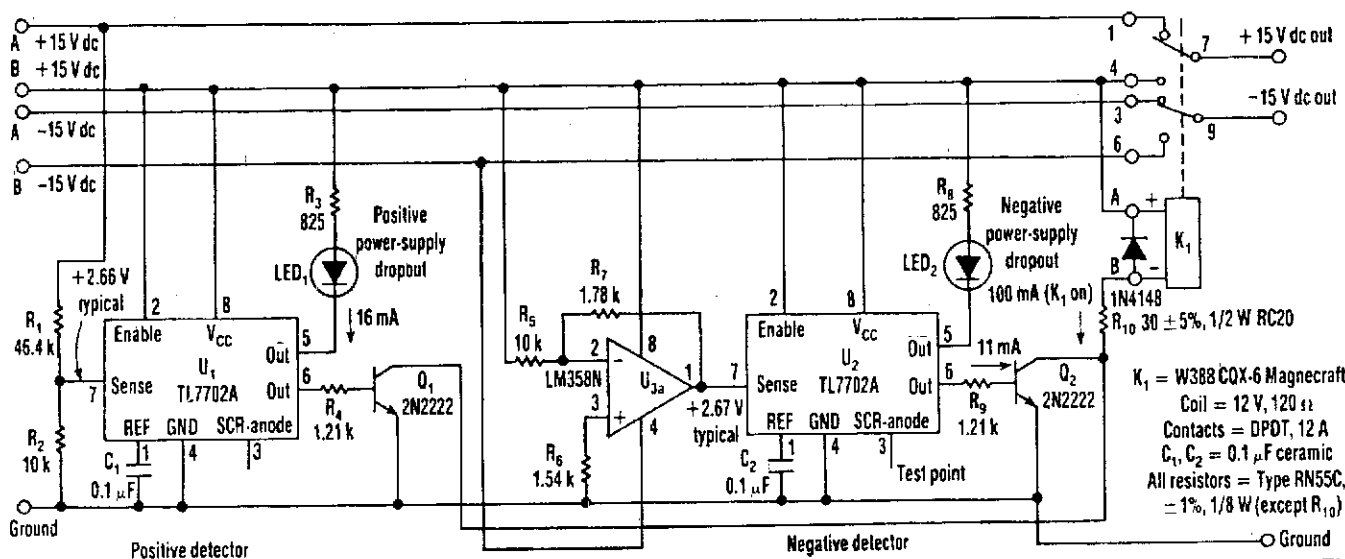 A +15 V dc
B +15 V dc
A -15 V dc
B -15 V dc
1
7
+15 V dc out
4
3
9
-15 V dc out
6
R3
825
Positive
power-supply
dropout
LED1
16 mA
+2.66 V
typical
R1
45.4 k
2
8
Enable
VCC
U1
TL7702A
5
Out
6
Out
7
Sense
REF
GND
SCR-anode
1
4
3
R2
10 k
C1
0.1 µF
R4
1.21 k
Q1
2N2222
R5
10 k
R7
1.78 k
2
-
8
LM358N
U3a
1
3
+
4
R6
1.54 k
+2.67 V
typical
R8
825
Negative
power-supply
dropout
LED2
100 mA (K1 on)
2
8
Enable
VCC
U2
TL7702A
5
Out
6
Out
7
Sense
REF
GND
SCR-anode
1
4
3
Test point
C2
0.1 µF
11 mA
R9
1.21 k
Q2
2N2222
A
+
K1
B
-
1N4148
R10 30 ±5%, 1/2 W RC20
K1 = W388 CQX-6 Magnecraft
Coil = 12 V, 120 Ω
Contacts = DPDT, 12 A
C1, C2 = 0.1 µF ceramic
All resistors = Type RN55C,
±1%, 1/8 W (except R10)
Ground
Positive detector
Negative detector
Ground